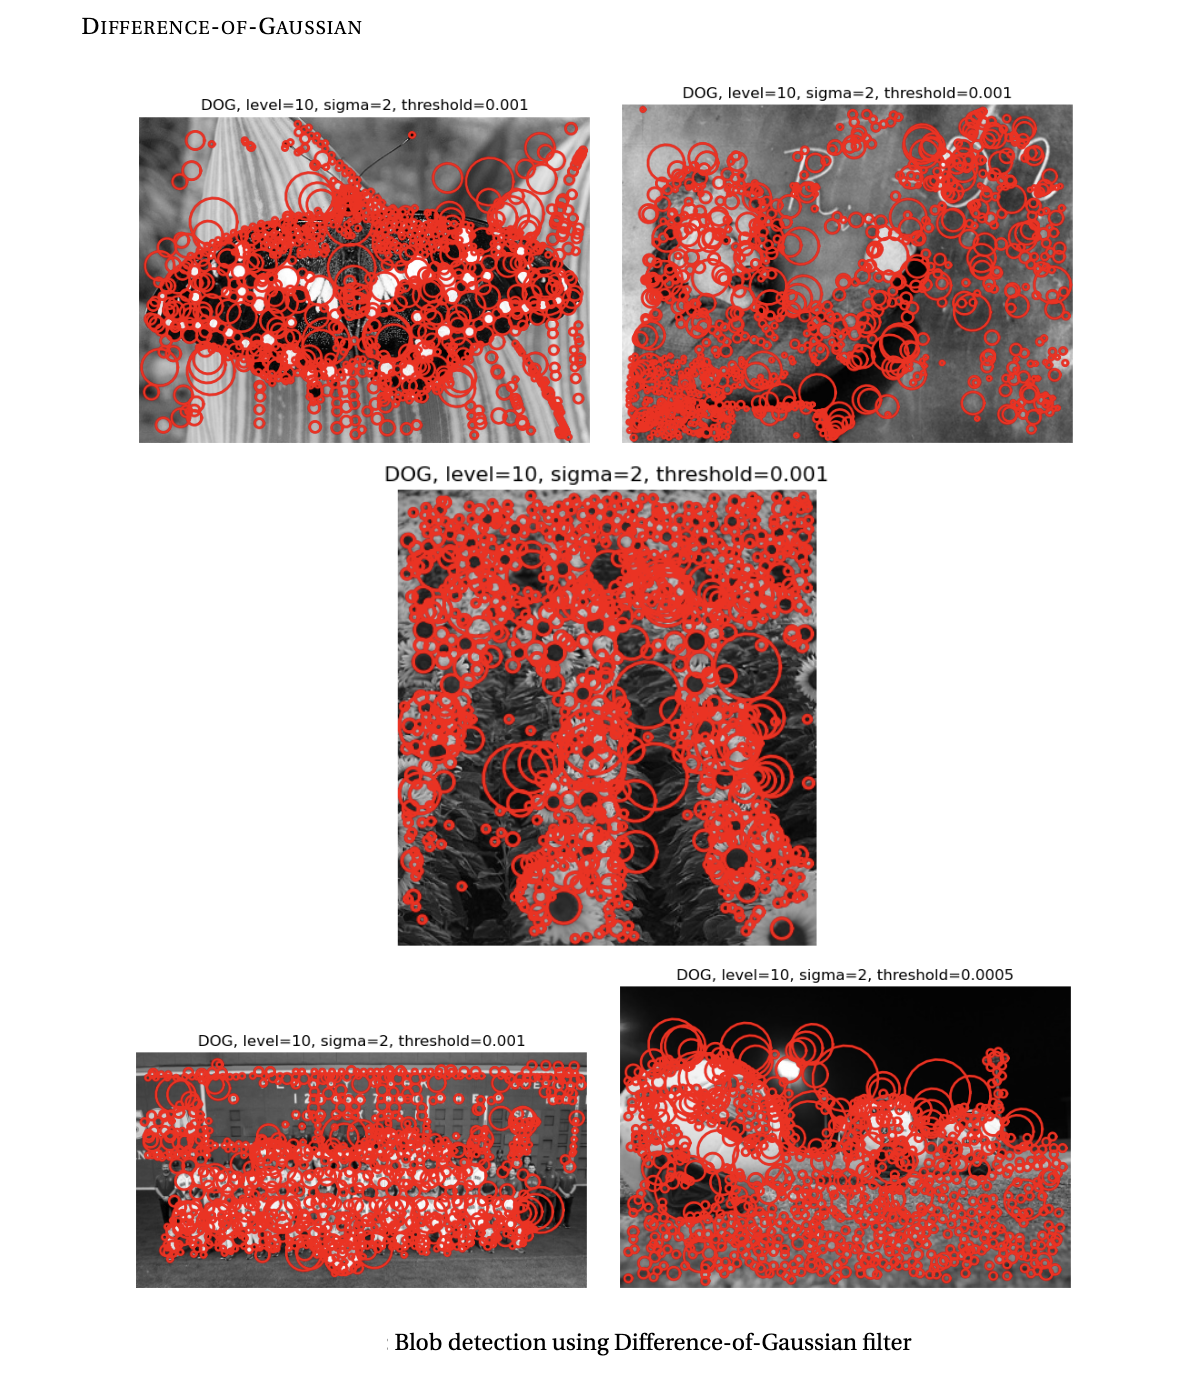 DIFFERENCE-OF-GAUSSIAN
DOG, level=10, sigma=2, threshold=0.001
DOG, level=10, sigma=2, threshold=0.001
DOG, level=10, sigma=2, threshold=0.001
DOG, level=10, sigma=2, threshold=0.001
DOG, level=10, sigma=2, threshold=0.0005
: Blob detection using Difference-of-Gaussian filter